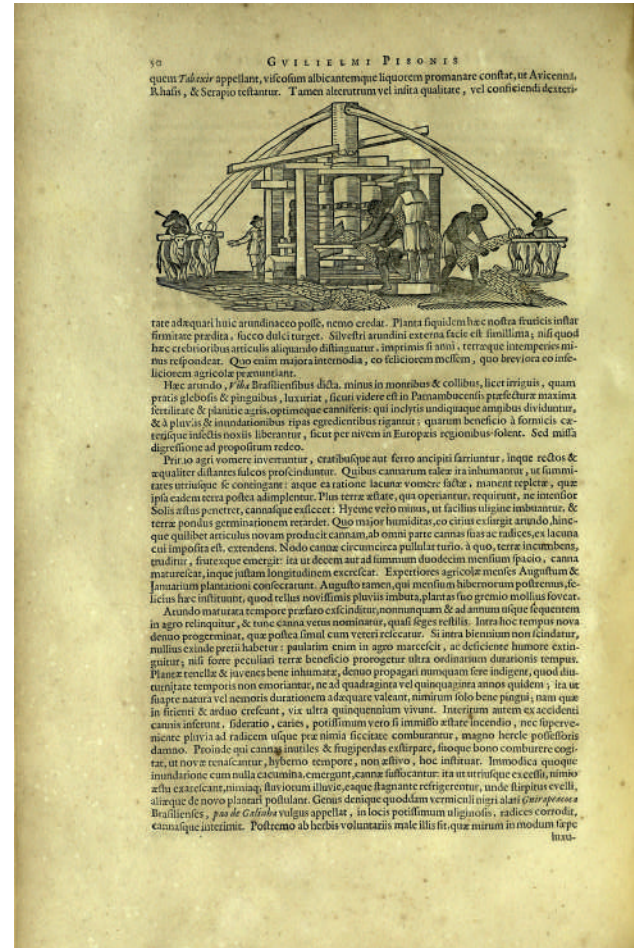 50 GVILIELMI PISONIS
quem Tabaxir appellant, viscosum albicantemque liquorem promanare constat, ut Avicenna,
Rhasis, & Serapio testantur. Tamen alterutrum vel insita qualitate, vel conficiendi dexteri-
tate adæquari huic arundinaceo posse, nemo credat. Planta siquidem hæc nostra fruticis instar
firmitate prædita, succo dulci turget. Silvestri arundini externa facie est simillima; nisi quod
hæc crebrioribus articulis aliquando distinguatur, imprimis si anni, terræque intemperies mi-
nus respondeat. Quo enim majora internodia, eo feliciorem messem, quo breviora eo infe-
liciorem agricolæ prænuntiant.
Hæc arundo, Viba Brasiliensibus dicta, minus in montibus & collibus, licet irriguis, quam
pratis glebosis & pinguibus, luxuriat, sicuti videre est in Parnambucensis præfecturæ maxima
fertilitate & planitie agris, optimeque canniferis: qui inclytis undiquaque amnibus dividuntur,
& à pluviis & inundationibus ripas egredientibus rigantur; quarum beneficio à formicis cæ-
terisque insectis noxiis liberantur, sicut per nivem in Europæis regionibus solent. Sed missa
digressione ad propositum redeo.
Primo agri vomere invertuntur, cratibusque aut ferro ancipiti sarriuntur, inque rectos &
æqualiter distantes sulcos proscinduntur. Quibus cannarum taleæ ita inhumantur, ut summi-
tates utriusque se contingant: atque ea ratione lacunæ vomere factæ, manent repletæ, quæ
ipsa eadem terra postea adimplentur. Plus terræ æstate, qua operiantur, requirunt, ne intensior
Solis æstus penetret, cannasque exsiccet: Hyeme vero minus, ut facilius uligine imbuantur, &
terræ pondus germinationem retardet. Quo major humiditas, eo citius exsurgit arundo, hinc-
que quilibet articulus novam producit cannam, ab omni parte cannas suas ac radices, ex lacuna
cui imposita est, extendens. Nodo cannæ circumcirca pullulat turio. à quo, terræ incumbens,
truditur, frutexque emergit: ita ut decem aut ad summum duodecim mensium spacio, canna
maturescat, inque justam longitudinem excrescat. Expertiores agricolæ menses Augustum &
Januarium plantationi consecrarunt. Augusto tamen, qui mensium hibernorum postremus, fe-
licius hæc instituunt, quod tellus novissimis pluviis imbuta, plantas suo gremio mollius foveat.
Arundo maturata tempore præfato exscinditur, nonnunquam & ad annum usque sequentem
in agro relinquitur, & tunc canna vetus nominatur, quasi seges restilis. Intra hoc tempus nova
denuo progerminat, quæ postea simul cum veteri resecatur. Si intra biennium non scindatur,
nullius exinde pretii habetur: paulatim enim in agro marcescit, ac deficiente humore extin-
guitur; nisi forte peculiari terræ beneficio prorogetur ultra ordinarium durationis tempus.
Plantæ tenellæ & juvenes bene inhumatæ, denuo propagari nunquam fere indigent, quod diu-
turnitate temporis non emoriantur, ne ad quadraginta vel quinquaginta annos quidem; ita ut
suapte natura vel nemoris durationem adæquare valeant, nimirum solo bene pingui; nam quæ
in sitienti & arduo crescunt, vix ultra quinquennium vivunt. Interitum autem ex accidenti
cannis inferunt, sideratio, caries, potissimum vero si immisso æstate incendio, nec superve-
niente pluvia ad radicem usque præ nimia siccitate comburantur, magno hercle possessoris
damno. Proinde qui cannas inutiles & frugiperdas exstirpare, suoque bono comburere cogi-
tat, ut novæ renascantur, hyberno tempore, non æstivo, hoc instituat. Immodica quoque
inundatione cum nulla cacumina, emergunt, cannæ suffocantur: ita ut utriusque excessu, nimio
æstu exarescant, nimiaq; fluviorum illuvie, eaque stagnante refrigerentur, unde stirpitus evelli,
aliæque de novo plantari postulant. Genus denique quoddam vermiculi nigri alati Guirapeacoca
Brasilienses, pao de Galinha vulgus appellat, in locis potissimum uliginosis, radices corrodit,
cannasque interimit. Postremo ab herbis voluntariis male illis fit, quæ mirum in modum sæpe
luxu-